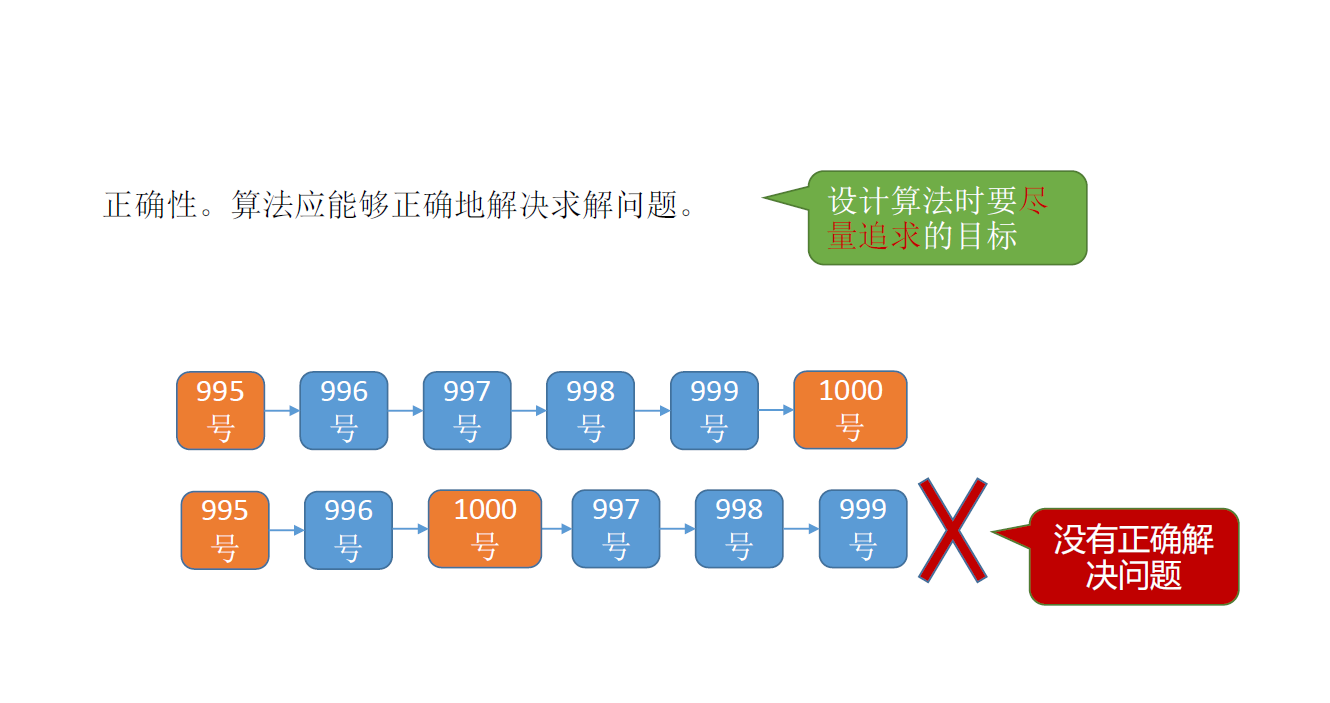 正确性。算法应能够正确地解决求解问题。
设计算法时要尽
量追求的目标
995
号
996
号
997
号
998
号
999
号
1000
号
995
号
996
号
1000
号
997
号
998
号
999
号
没有正确解
决问题